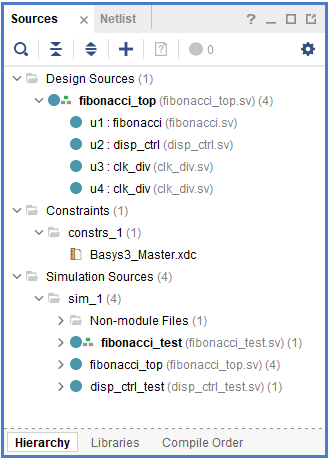 Sources × Netlist ? _ □
0
Design Sources (1)
fibonacci_top (fibonacci_top.sv) (4)
u1 : fibonacci (fibonacci.sv)
u2 : disp_ctrl (disp_ctrl.sv)
u3 : clk_div (clk_div.sv)
u4 : clk_div (clk_div.sv)
Constraints (1)
constrs_1 (1)
Basys3_Master.xdc
Simulation Sources (4)
sim_1 (4)
Non-module Files (1)
fibonacci_test (fibonacci_test.sv) (1)
fibonacci_top (fibonacci_top.sv) (4)
disp_ctrl_test (disp_ctrl_test.sv) (1)
Hierarchy Libraries Compile Order